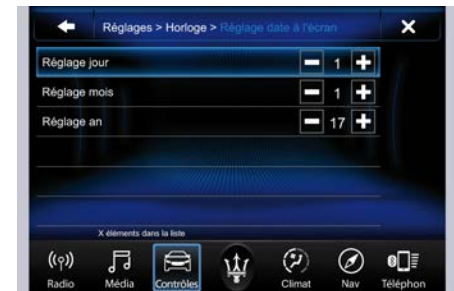 Réglages > Horloge > Réglage date à l'écran
Réglage jour 1
Réglage mois 1
Réglage an 17
X éléments dans la liste
Radio Média Contrôles Climat Nav Téléphon